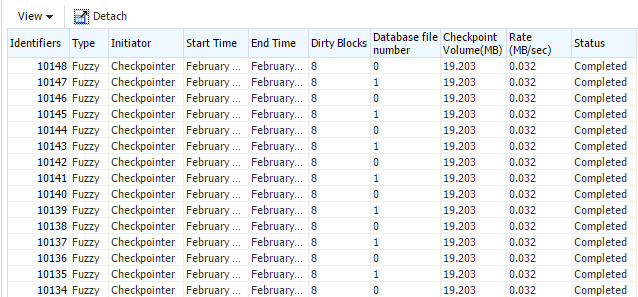 View Detach
Identifiers Type Initiator Start Time End Time Dirty Blocks Database file number Checkpoint Volume(MB) Rate (MB/sec) Status
10148 Fuzzy Checkpointer February ... February... 8 0 19.203 0.032 Completed
10147 Fuzzy Checkpointer February ... February... 8 1 19.203 0.032 Completed
10146 Fuzzy Checkpointer February ... February... 8 0 19.203 0.032 Completed
10145 Fuzzy Checkpointer February ... February... 8 1 19.203 0.032 Completed
10144 Fuzzy Checkpointer February ... February... 8 0 19.203 0.032 Completed
10143 Fuzzy Checkpointer February ... February... 8 1 19.203 0.032 Completed
10142 Fuzzy Checkpointer February ... February... 8 0 19.203 0.032 Completed
10141 Fuzzy Checkpointer February ... February... 8 1 19.203 0.032 Completed
10140 Fuzzy Checkpointer February ... February... 8 0 19.203 0.032 Completed
10139 Fuzzy Checkpointer February ... February... 8 1 19.203 0.032 Completed
10138 Fuzzy Checkpointer February ... February... 8 0 19.203 0.032 Completed
10137 Fuzzy Checkpointer February ... February... 8 1 19.203 0.032 Completed
10136 Fuzzy Checkpointer February ... February... 8 0 19.203 0.032 Completed
10135 Fuzzy Checkpointer February ... February... 8 1 19.203 0.032 Completed
10134 Fuzzy Checkpointer February ... February... 8 0 19.203 0.032 Completed